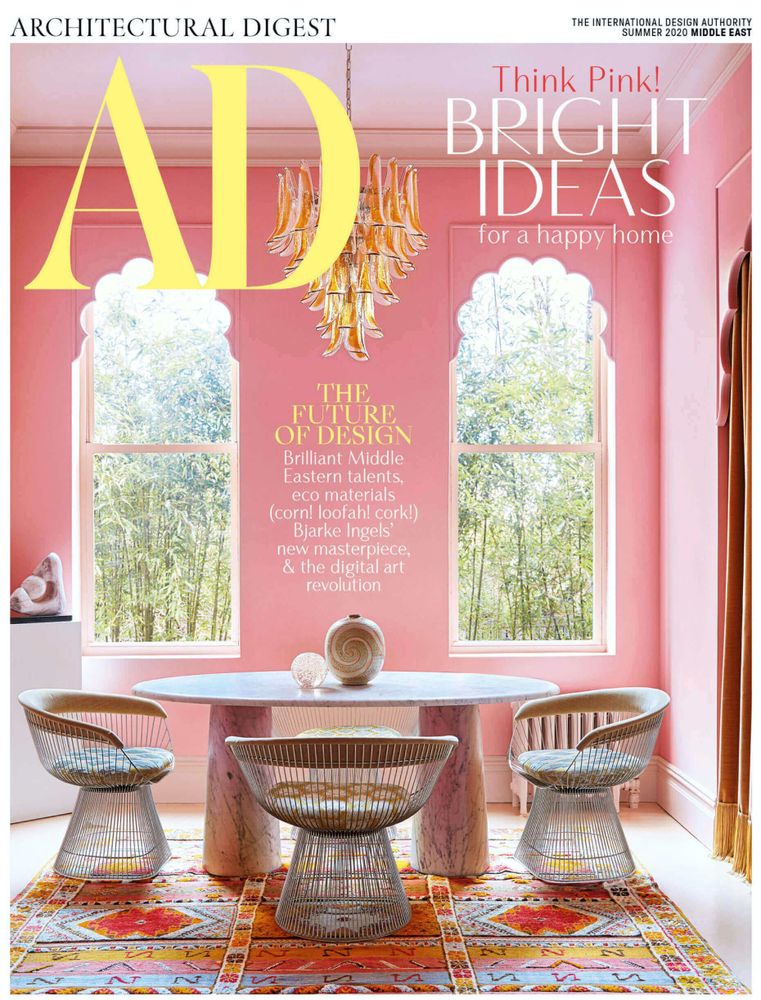 ARCHITECTURAL DIGEST
THE INTERNATIONAL DESIGN AUTHORITY
SUMMER 2020 MIDDLE EAST
AD
Think Pink!
BRIGHT
IDEAS
for a happy home
THE
FUTURE
OF DESIGN
Brilliant Middle
Eastern talents,
eco materials
(corn! loofah! cork!)
Bjarke Ingels'
new masterpiece,
& the digital art
revolution